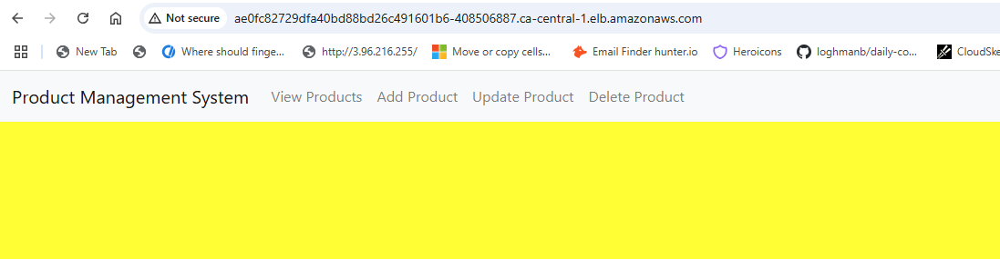 Not secure ae0fc82729dfa40bd88bd26c491601b6-408506887.ca-central-1.elb.amazonaws.com
New Tab Where should finge... http://3.96.216.255/ Move or copy cells... Email Finder hunter.io Heroicons loghmanb/daily-co... CloudSke
Product Management System View Products Add Product Update Product Delete Product